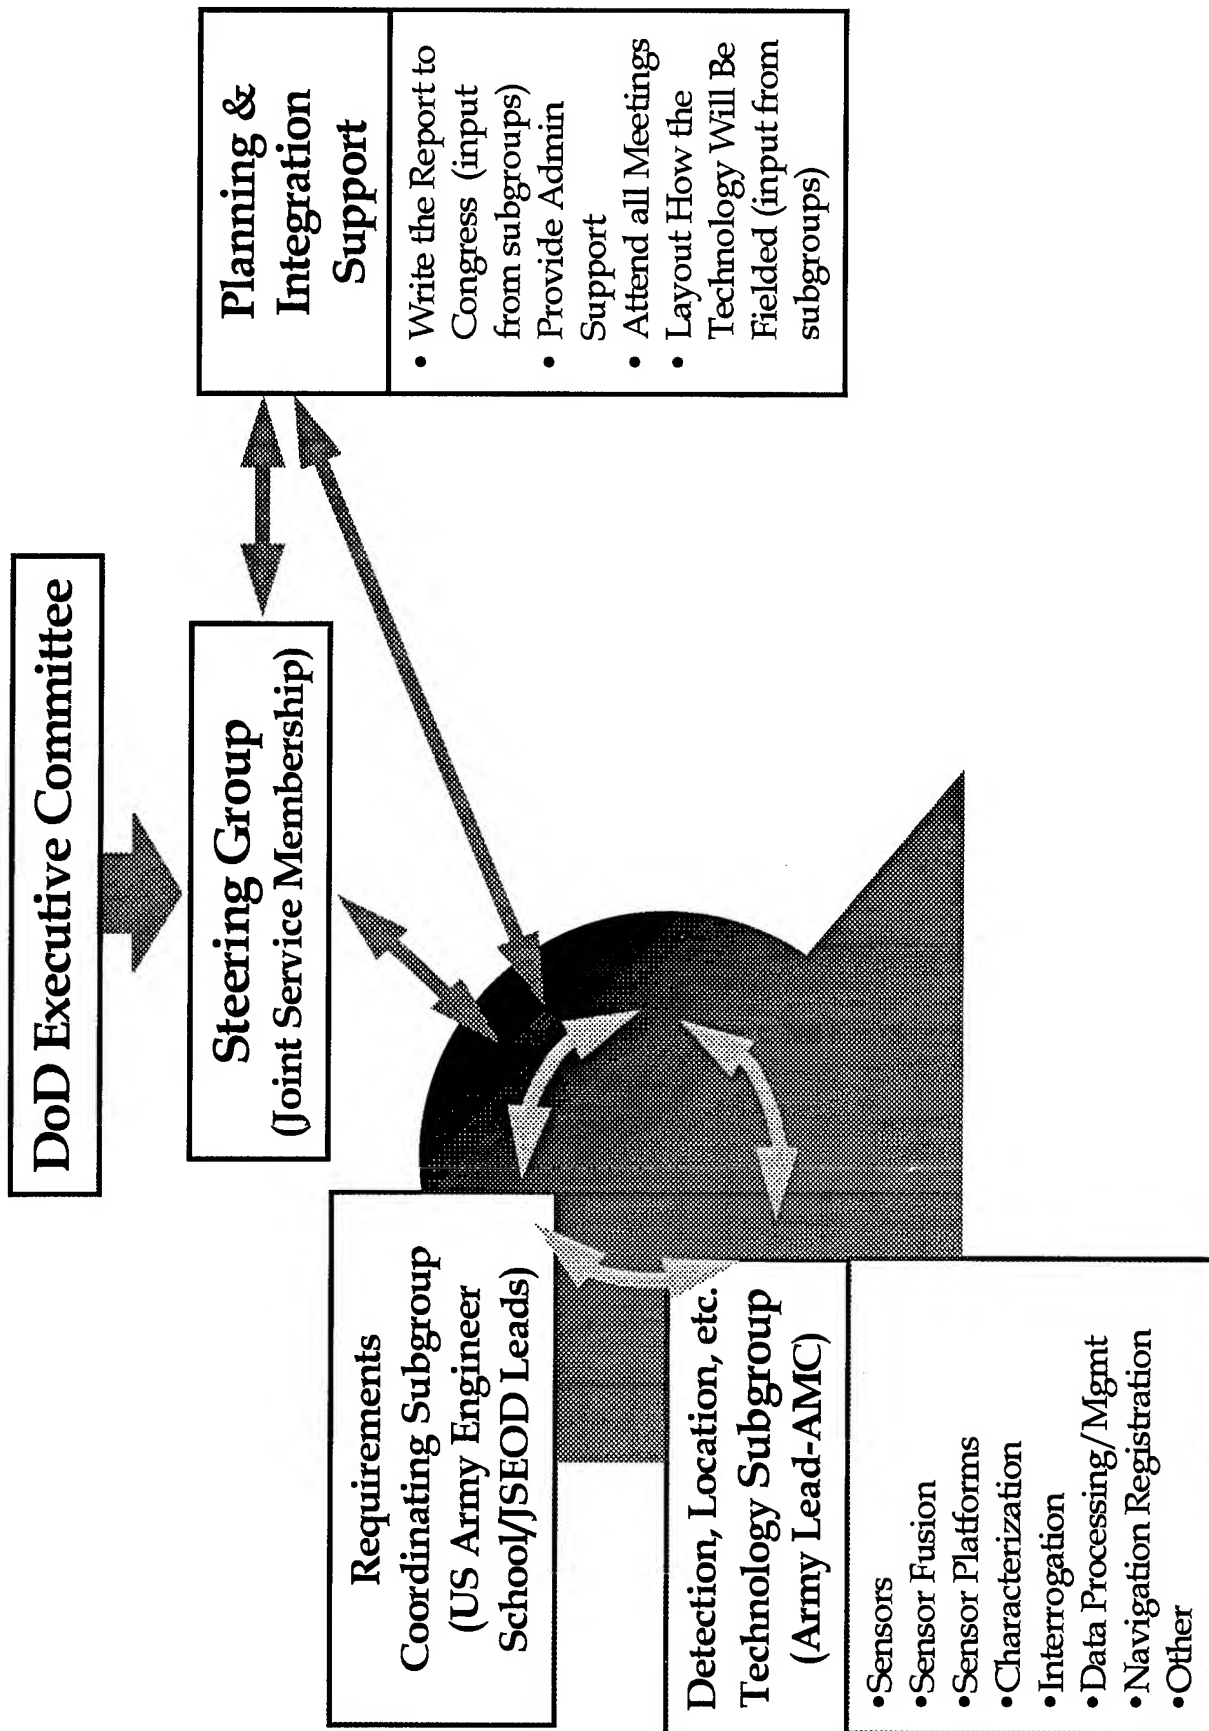 DoD Executive Committee
Steering Group
(Joint Service Membership)
Planning &
Integration
Support
• Write the Report to
Congress (input
from subgroups)
• Provide Admin
Support
• Attend all Meetings
• Layout How the
Technology Will Be
Fielded (input from
subgroups)
Requirements
Coordinating Subgroup
(US Army Engineer
School/JSEOD Leads)
Detection, Location, etc.
Technology Subgroup
(Army Lead-AMC)
•Sensors
•Sensor Fusion
•Sensor Platforms
•Characterization
•Interrogation
•Data Processing/Mgmt
•Navigation Registration
•Other